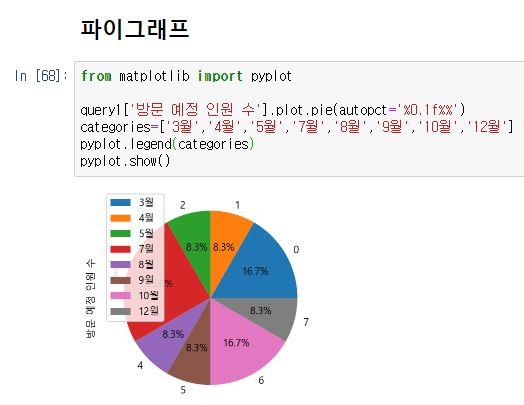 파이그래프
In [68]:
from matplotlib import pyplot
query1['방문 예정 인원 수'].plot.pie(autopct='%0.1f%%')
categories=['3월','4월','5월','7월','8월','9월','10월','12월']
pyplot.legend(categories)
pyplot.show()
3월
4월
5월
7월
8월
9월
10월
12월
방문 예정 인원 수
2
1
0
7
6
5
4
8.3%
8.3%
16.7%
8.3%
16.7%
8.3%
8.3%